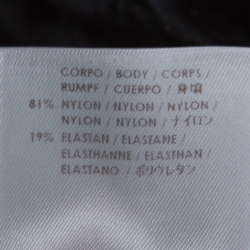 CORPO / BODY / CORPS /
RUMPF / CUERPO / 身頃
81% NYLON / NYLON / NYLON /
NYLON / NYLON / ナイロン
19% ELASTAN / ELASTANE /
ELASTHANNE / ELASTHAN /
ELASTANO / ポリウレタン